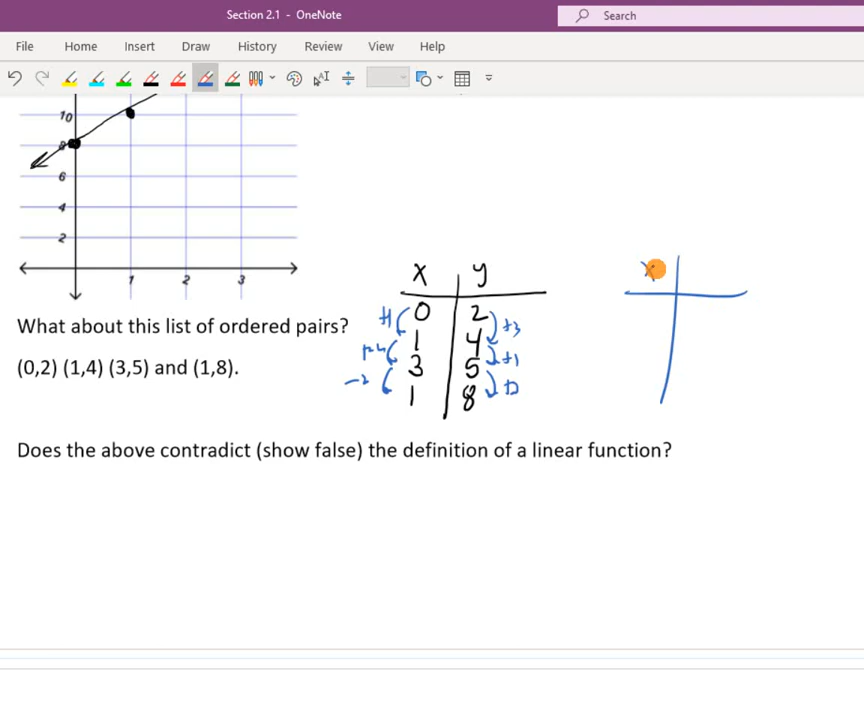 Section 2.1 - OneNote
Search
File Home Insert Draw History Review View Help
10
8
6
4
2
1 2 3
x y
0 2
+3
1 4
+1
3 5
-2
1 8
x
What about this list of ordered pairs?
(0,2) (1,4) (3,5) and (1,8).
Does the above contradict (show false) the definition of a linear function?